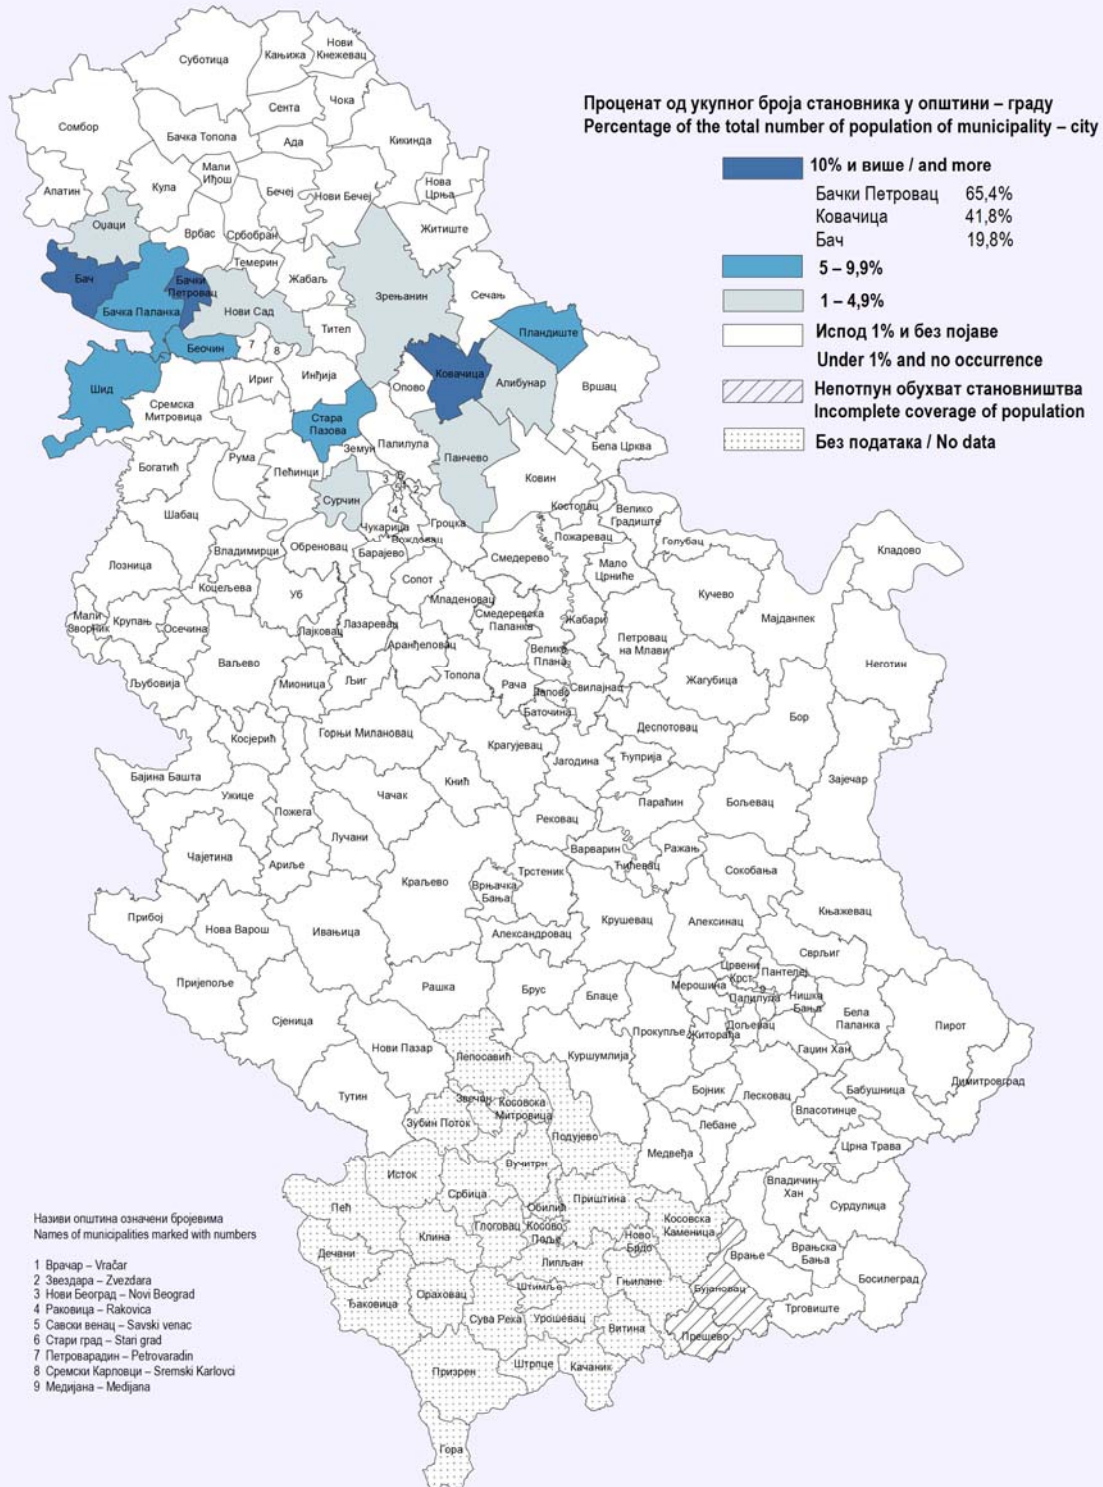 Проценат од укупног броја становника у општини – граду
Percentage of the total number of population of municipality – city
10% и више / and more
Бачки Петровац 65,4%
Ковачица 41,8%
Бач 19,8%
5 – 9,9%
1 – 4,9%
Испод 1% и без појаве
Under 1% and no occurrence
Непотпун обухват становништва
Incomplete coverage of population
Без података / No data
Суботица
Кањижа
Нови
Кнежевац
Сомбор
Сента
Чока
Бачка Топола
Ада
Кикинда
Апатин
Кула
Мали
Иђош
Бечеј
Нови Бечеј
Нова
Црња
Оџаци
Врбас
Србобран
Житиште
Бач
Бачки
Петровац
Темерин
Жабаљ
Зрењанин
Сечањ
Бачка Паланка
Нови Сад
Тител
Пландиште
Беочин
7
8
Шид
Ириг
Инђија
Опово
Ковачица
Алибунар
Вршац
Сремска
Митровица
Стара
Пазова
Палилула
Земун
Панчево
Бела Црква
Богатић
Рума
Пећинци
Сурчин
3
6
5
1
2
4
Ковин
Шабац
Чукарица
Гроцка
Вождовац
Костолац
Велико
Градиште
Пожаревац
Голубац
Кладово
Лозница
Владимирци
Обреновац
Барајево
Смедерево
Мало
Црниће
Коцељева
Уб
Сопот
Кучево
Мајданпек
Мали
Зворник
Крупањ
Осечина
Младеновац
Смедеревска
Паланка
Жабари
Лајковац
Лазаревац
Аранђеловац
Петровац
на Млави
Неготин
Љубовија
Ваљево
Мионица
Љиг
Топола
Велика
Плана
Рача
Лапово
Свилајнац
Жагубица
Баточина
Бор
Косјерић
Горњи Милановац
Крагујевац
Деспотовац
Јагодина
Ћуприја
Зајечар
Бајина Башта
Ужице
Чачак
Кнић
Пожега
Параћин
Бољевац
Лучани
Рековац
Чајетина
Ариље
Варварин
Ражањ
Ћићевац
Сокобања
Краљево
Врњачка
Бања
Трстеник
Прибој
Нова Варош
Ивањица
Крушевац
Алексинац
Књажевац
Александровац
Сврљиг
Пријепоље
Рашка
Брус
Блаце
Црвени
Крст
Пантелеј
Мерошина
9
Палилула
Нишка
Бања
Бела
Паланка
Пирот
Сјеница
Нови Пазар
Прокупље
Житорађа
Дољевац
Гаџин Хан
Лепосавић
Куршумлија
Димитровград
Тутин
Звечан
Косовска
Митровица
Бојник
Лесковац
Бабушница
Власотинце
Зубин Поток
Подујево
Лебане
Медвеђа
Црна Трава
Исток
Вучитрн
Владичин
Хан
Сурдулица
Пећ
Србица
Приштина
Обилић
Клина
Глоговац
Косово
Поље
Ново
Брдо
Косовска
Каменица
Дечани
Липљан
Врање
Врањска
Бања
Босилеград
Ђаковица
Ораховац
Штимље
Гњилане
Бујановац
Трговиште
Сува Река
Урошевац
Витина
Прешево
Призрен
Штрпце
Качаник
Гора
Називи општина означени бројевима
Names of municipalities marked with numbers
1 Врачар – Vračar
2 Звездара – Zvezdara
3 Нови Београд – Novi Beograd
4 Раковица – Rakovica
5 Савски венац – Savski venac
6 Стари град – Stari grad
7 Петроварадин – Petrovaradin
8 Сремски Карловци – Sremski Karlovci
9 Медијана – Medijana